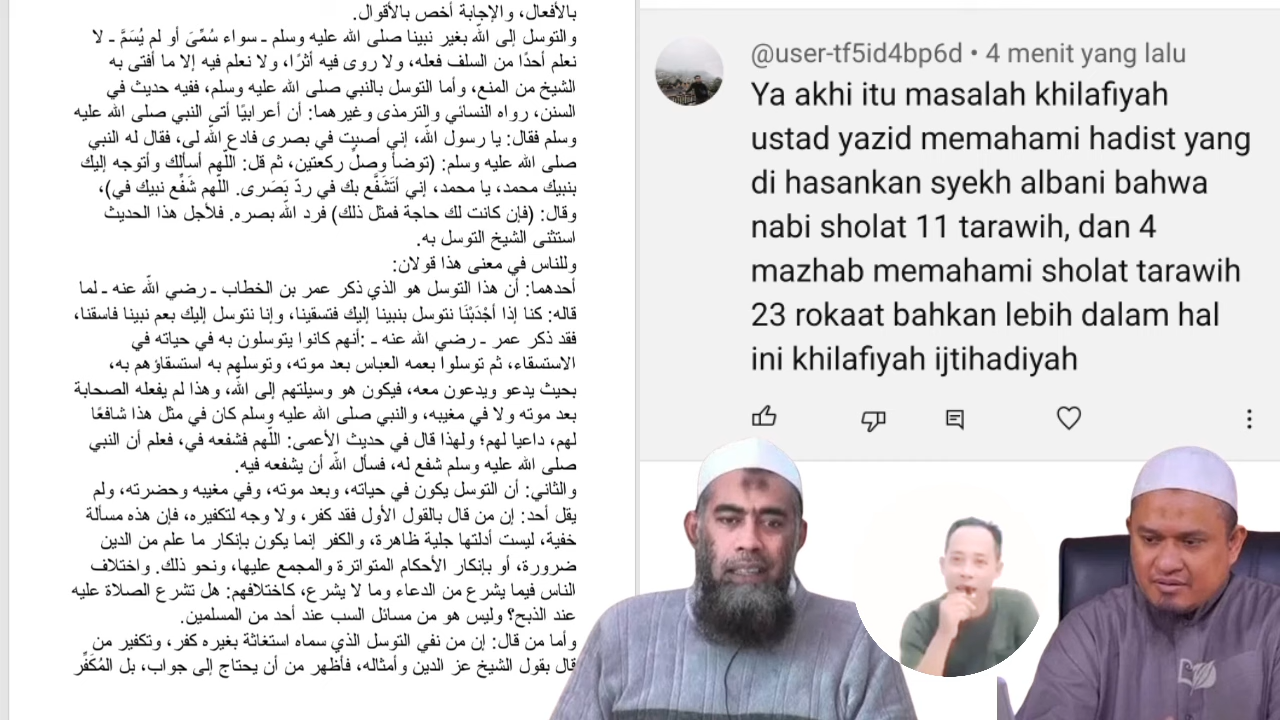 بالأفعال، والإجابة أخص بالأقوال.
والتوسل إلى الله بغير نبينا صلى الله عليه وسلم ـ سواء سُمِّىَ أو لم يُسَمَّ ـ لا
نعلم أحدًا من السلف فعله، ولا روى فيه أثرًا، ولا نعلم فيه إلا ما أفتى به
الشيخ من المنع، وأما التوسل بالنبي صلى الله عليه وسلم، ففيه حديث في
السنن، رواه النسائي والترمذى وغيرهما: أن أعرابيًا أتى النبي صلى الله عليه
وسلم فقال: يا رسول الله، إني أصبت في بصرى فادع الله لى، فقال له النبي
صلى الله عليه وسلم: (توضأ وصلِّ ركعتين، ثم قل: اللّهم أسألك وأتوجه إليك
بنبيك محمد، يا محمد، إني أتَشَفَّع بك في ردّ بَصَرى. اللّهم شَفِّع نبيك في)،
وقال: (فإن كانت لك حاجة فمثل ذلك) فرد الله بصره. فلأجل هذا الحديث
استثنى الشيخ التوسل به.
وللناس في معنى هذا قولان:
أحدهما: أن هذا التوسل هو الذي ذكر عمر بن الخطاب ـ رضي الله عنه ـ لما
قاله: كنا إذا أجْدَبْنَا نتوسل بنبينا إليك فتسقينا، وإنا نتوسل إليك بعم نبينا فاسقنا،
فقد ذكر عمر ـ رضي الله عنه ـ :أنهم كانوا يتوسلون به في حياته في
الاستسقاء، ثم توسلوا بعمه العباس بعد موته، وتوسلهم به استسقاؤهم به،
بحيث يدعو ويدعون معه، فيكون هو وسيلتهم إلى الله، وهذا لم يفعله الصحابة
بعد موته ولا في مغيبه، والنبي صلى الله عليه وسلم كان في مثل هذا شافعًا
لهم، داعيا لهم؛ ولهذا قال في حديث الأعمى: اللّهم فشفعه في، فعلم أن النبي
صلى الله عليه وسلم شفع له، فسأل الله أن يشفعه فيه.
والثاني: أن التوسل يكون في حياته، وبعد موته، وفي مغيبه وحضرته، ولم
يقل أحد: إن من قال بالقول الأول فقد كفر، ولا وجه لتكفيره، فإن هذه مسألة
خفية، ليست أدلتها جلية ظاهرة، والكفر إنما يكون بإنكار ما علم من الدين
ضرورة، أو بإنكار الأحكام المتواترة والمجمع عليها، ونحو ذلك. واختلاف
الناس فيما يشرع من الدعاء وما لا يشرع، كاختلافهم: هل تشرع الصلاة عليه
عند الذبح؟ وليس هو من مسائل السب عند أحد من المسلمين.
وأما من قال: إن من نفي التوسل الذي سماه استغاثة بغيره كفر، وتكفير من
قال بقول الشيخ عز الدين وأمثاله، فأظهر من أن يحتاج إلى جواب، بل المُكَفِّر
@user-tf5id4bp6d • 4 menit yang lalu
Ya akhi itu masalah khilafiyah
ustad yazid memahami hadist yang
di hasankan syekh albani bahwa
nabi sholat 11 tarawih, dan 4
mazhab memahami sholat tarawih
23 rokaat bahkan lebih dalam hal
ini khilafiyah ijtihadiyah